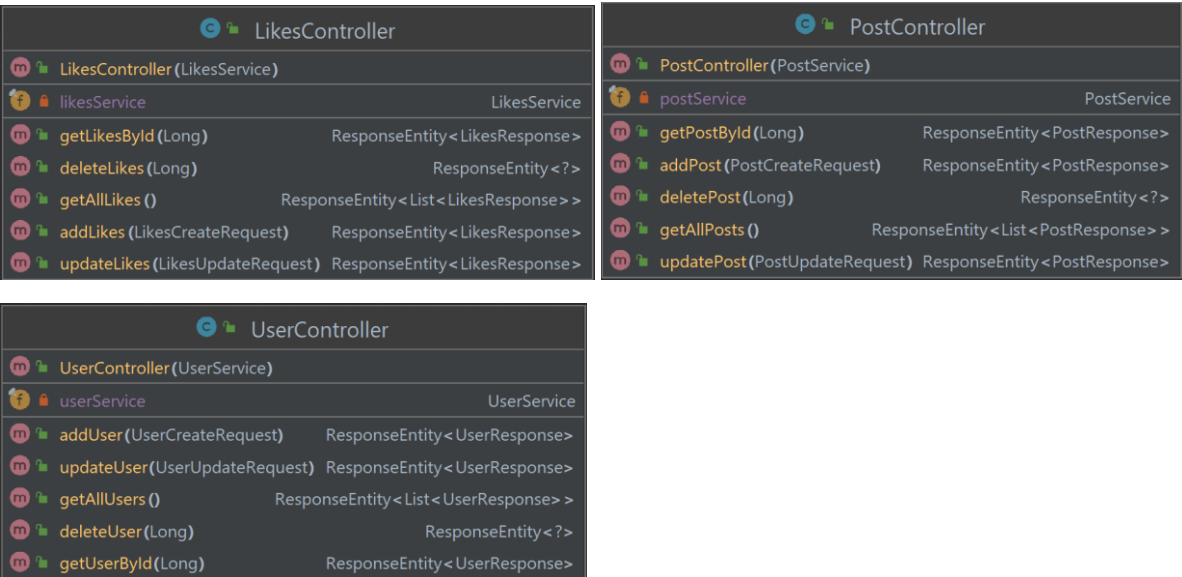 LikesController
LikesController(LikesService)
likesService LikesService
getLikesById(Long) ResponseEntity<LikesResponse>
deleteLikes(Long) ResponseEntity<?>
getAllLikes() ResponseEntity<List<LikesResponse>>
addLikes(LikesCreateRequest) ResponseEntity<LikesResponse>
updateLikes(LikesUpdateRequest) ResponseEntity<LikesResponse>
PostController
PostController(PostService)
postService PostService
getPostById(Long) ResponseEntity<PostResponse>
addPost(PostCreateRequest) ResponseEntity<PostResponse>
deletePost(Long) ResponseEntity<?>
getAllPosts() ResponseEntity<List<PostResponse>>
updatePost(PostUpdateRequest) ResponseEntity<PostResponse>
UserController
UserController(UserService)
userService UserService
addUser(UserCreateRequest) ResponseEntity<UserResponse>
updateUser(UserUpdateRequest) ResponseEntity<UserResponse>
getAllUsers() ResponseEntity<List<UserResponse>>
deleteUser(Long) ResponseEntity<?>
getUserById(Long) ResponseEntity<UserResponse>